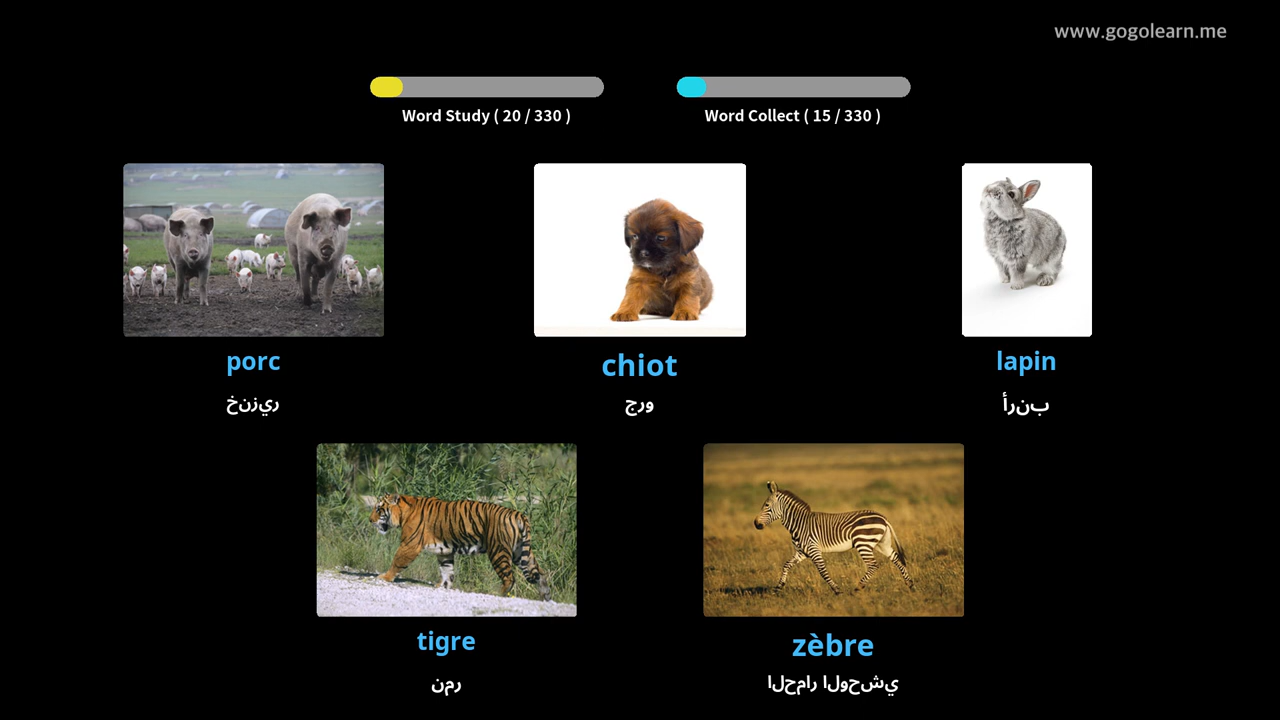 www.gogolearn.me
Word Study ( 20 / 330 )
Word Collect ( 15 / 330 )
porc
خنزير
chiot
جرو
lapin
أرنب
tigre
نمر
zèbre
الحمار الوحشي